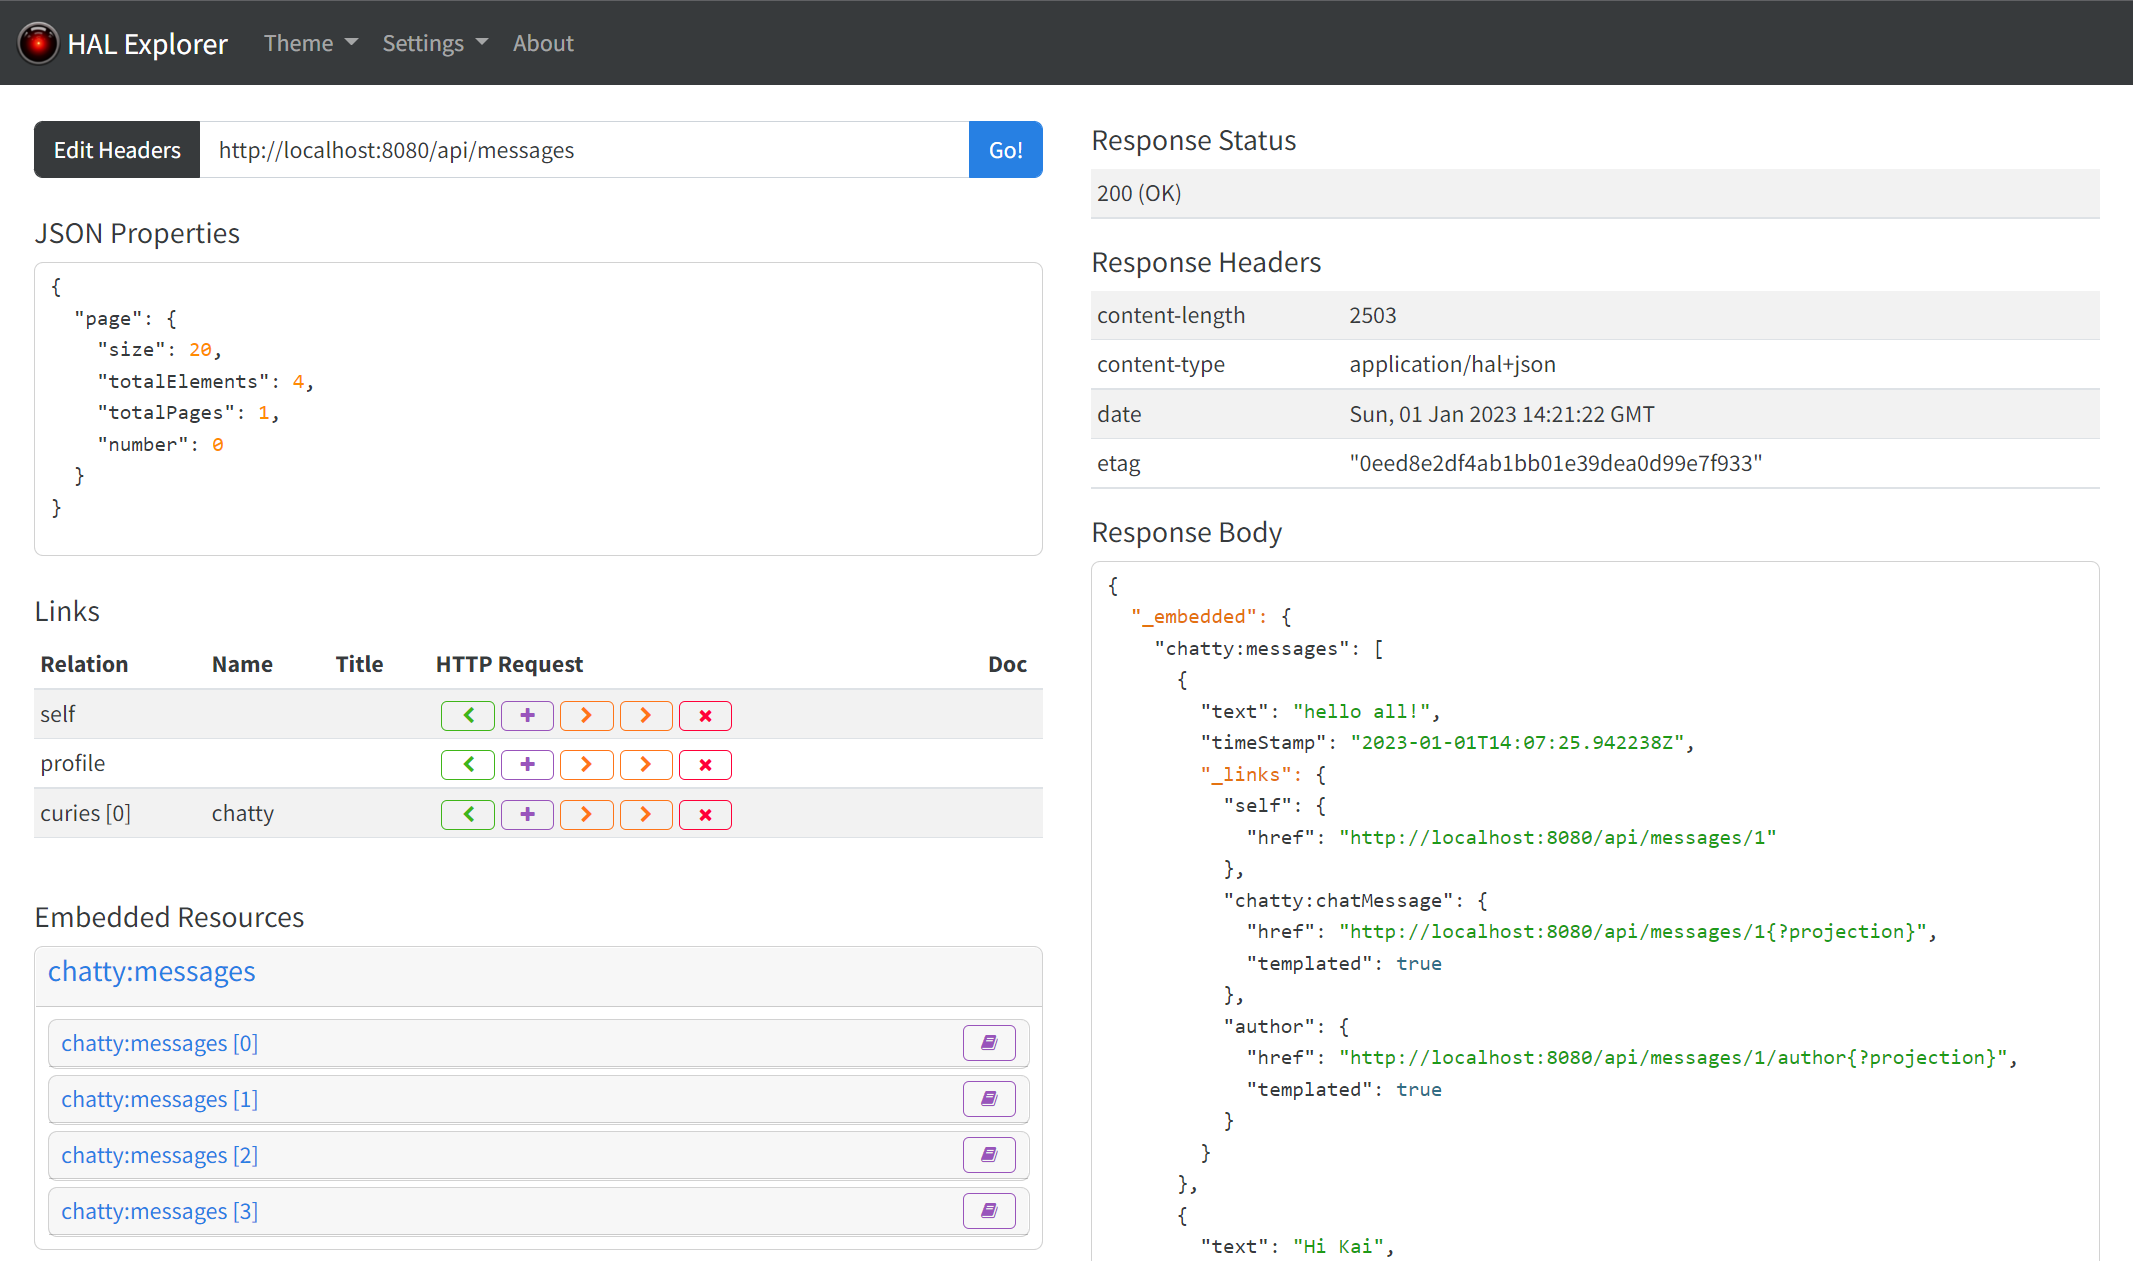 HAL Explorer Theme Settings About
Edit Headers http://localhost:8080/api/messages Go!
JSON Properties
{
  "page": {
    "size": 20,
    "totalElements": 4,
    "totalPages": 1,
    "number": 0
  }
}
Links
Relation Name Title HTTP Request Doc
self
profile
curies [0] chatty
Embedded Resources
chatty:messages
chatty:messages [0]
chatty:messages [1]
chatty:messages [2]
chatty:messages [3]
Response Status
200 (OK)
Response Headers
content-length 2503
content-type application/hal+json
date Sun, 01 Jan 2023 14:21:22 GMT
etag "0eed8e2df4ab1bb01e39dea0d99e7f933"
Response Body
{
  "_embedded": {
    "chatty:messages": [
      {
        "text": "hello all!",
        "timeStamp": "2023-01-01T14:07:25.942238Z",
        "_links": {
          "self": {
            "href": "http://localhost:8080/api/messages/1"
          },
          "chatty:chatMessage": {
            "href": "http://localhost:8080/api/messages/1{?projection}",
            "templated": true
          },
          "author": {
            "href": "http://localhost:8080/api/messages/1/author{?projection}",
            "templated": true
          }
        }
      },
      {
        "text": "Hi Kai",